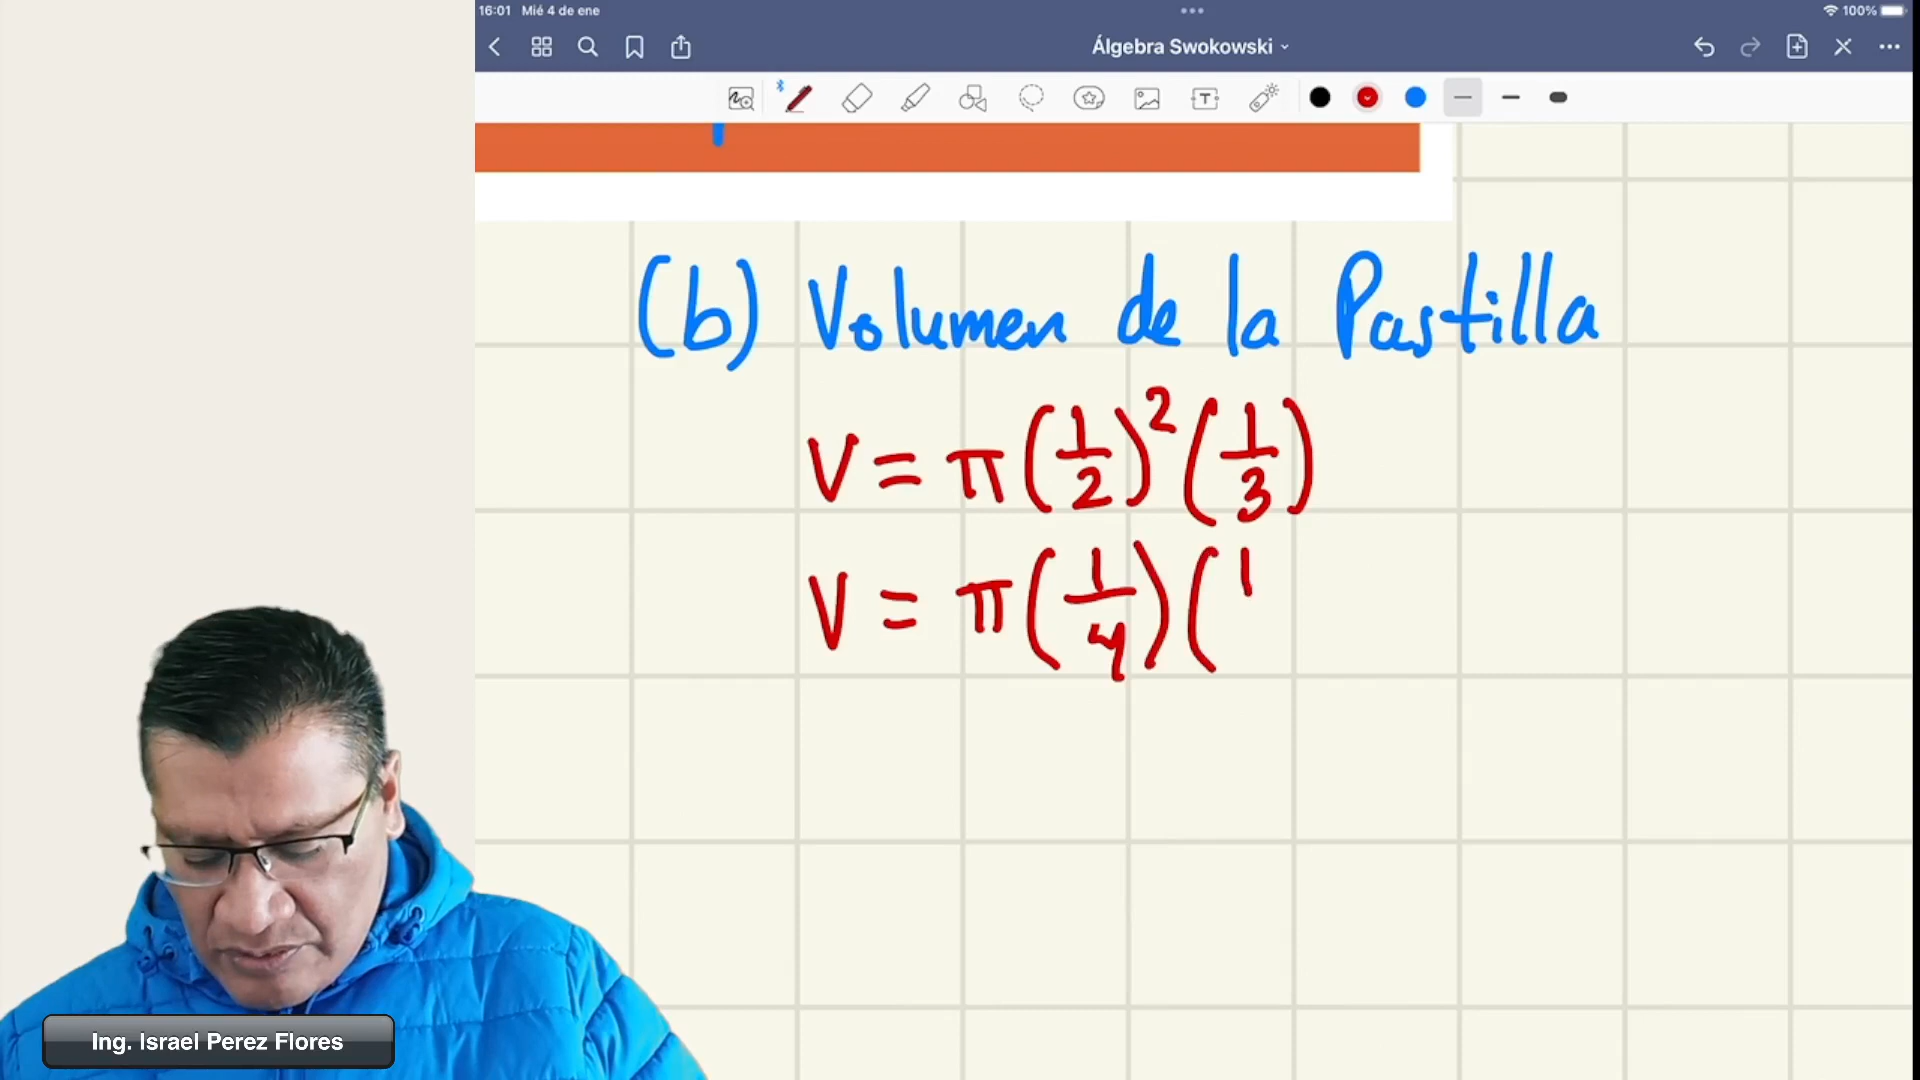 16:01 Mié 4 de ene
100%
Álgebra Swokowski
(b) Volumen de la Pastilla
V = π(1/2)²(1/3)
V = π(1/4)(1
Ing. Israel Perez Flores